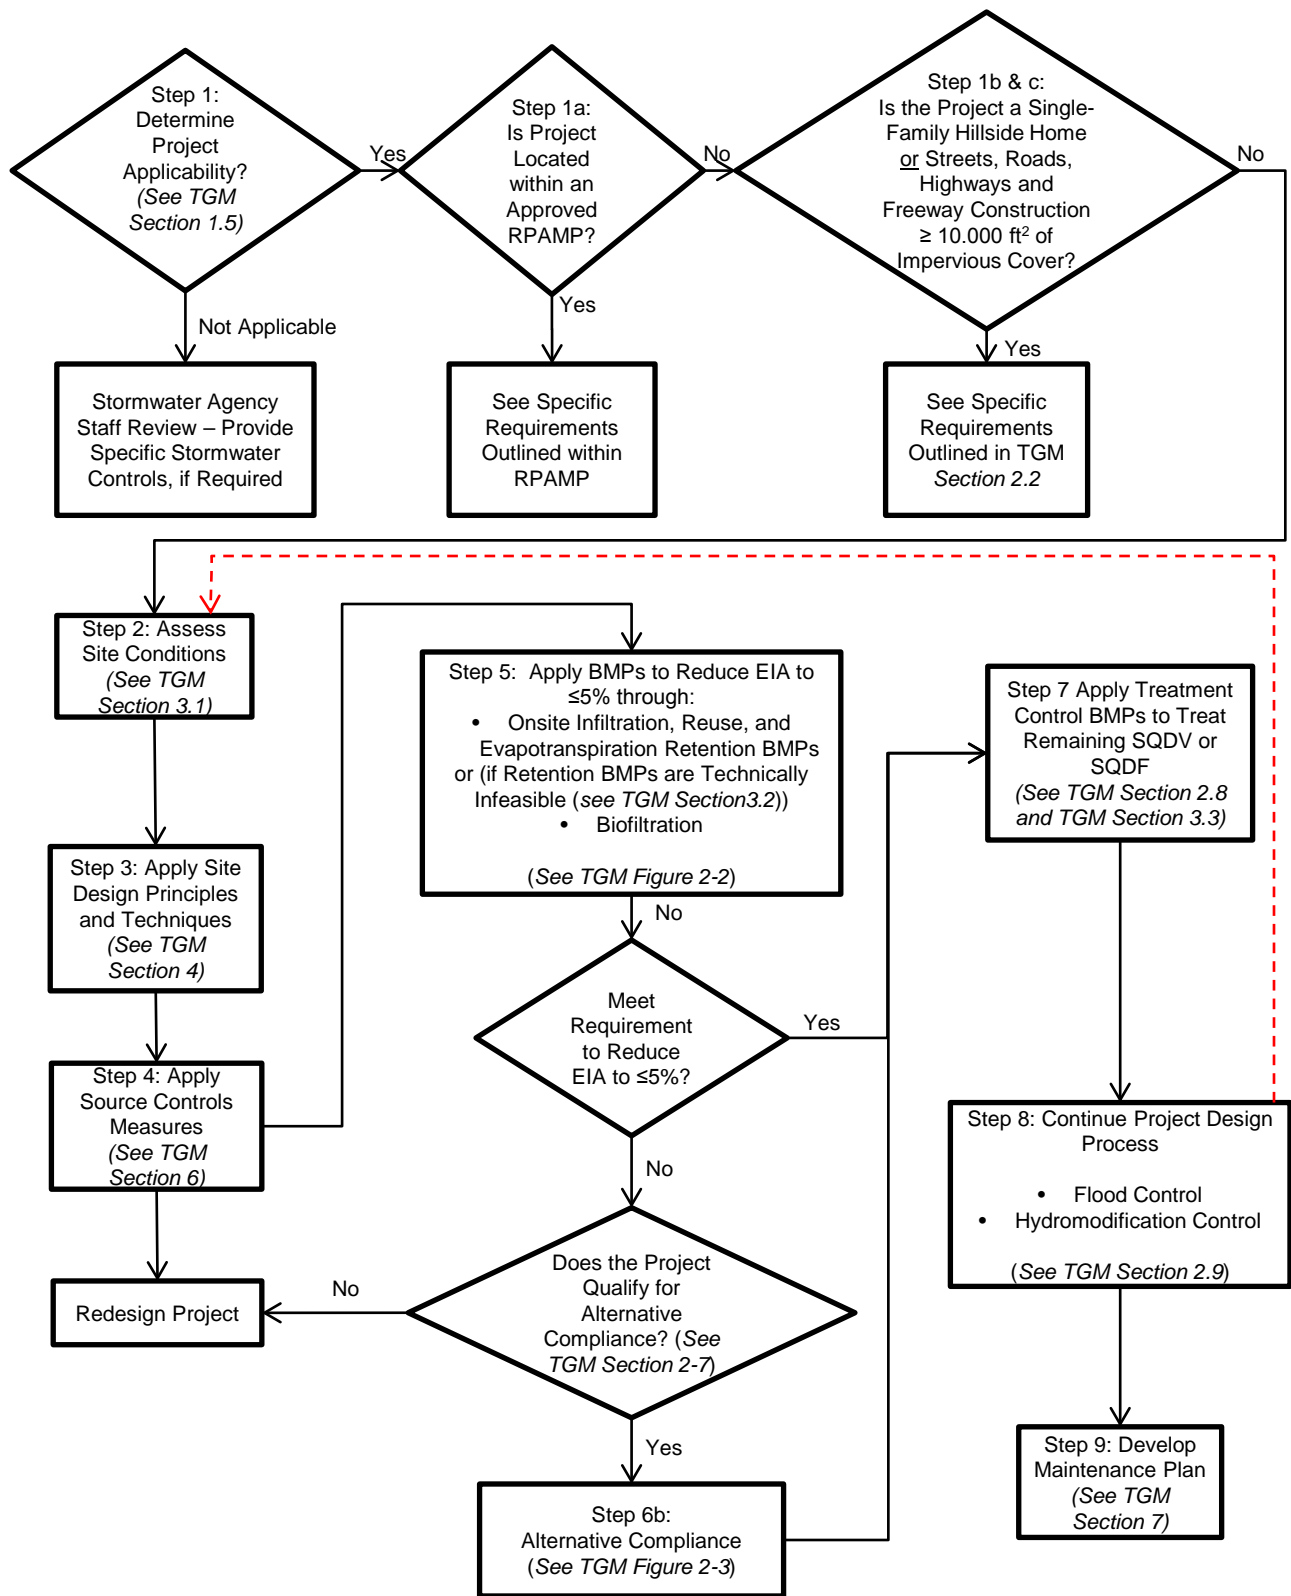 Step 1:
Determine
Project
Applicability?
(See TGM
Section 1.5)
Yes
Not Applicable
Step 1a:
Is Project
Located
within an
Approved
RPAMP?
No
Yes
Step 1b & c:
Is the Project a Single-
Family Hillside Home
or Streets, Roads,
Highways and
Freeway Construction
≥ 10.000 ft² of
Impervious Cover?
No
Yes
Stormwater Agency
Staff Review – Provide
Specific Stormwater
Controls, if Required
See Specific
Requirements
Outlined within
RPAMP
See Specific
Requirements
Outlined in TGM
Section 2.2
Step 2: Assess
Site Conditions
(See TGM
Section 3.1)
Step 3: Apply Site
Design Principles
and Techniques
(See TGM
Section 4)
Step 4: Apply
Source Controls
Measures
(See TGM
Section 6)
Redesign Project
Step 5: Apply BMPs to Reduce EIA to
≤5% through:
• Onsite Infiltration, Reuse, and
Evapotranspiration Retention BMPs
or (if Retention BMPs are Technically
Infeasible (see TGM Section3.2))
• Biofiltration
(See TGM Figure 2-2)
No
Meet
Requirement
to Reduce
EIA to ≤5%?
Yes
No
Does the Project
Qualify for
Alternative
Compliance? (See
TGM Section 2-7)
No
Yes
Step 6b:
Alternative Compliance
(See TGM Figure 2-3)
Step 7 Apply Treatment
Control BMPs to Treat
Remaining SQDV or
SQDF
(See TGM Section 2.8
and TGM Section 3.3)
Step 8: Continue Project Design
Process
• Flood Control
• Hydromodification Control
(See TGM Section 2.9)
Step 9: Develop
Maintenance Plan
(See TGM
Section 7)